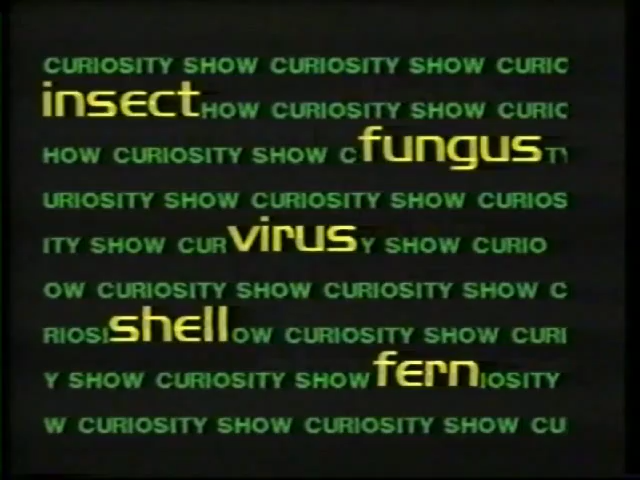 CURIOSITY SHOW CURIOSITY SHOW CURIC
insect HOW CURIOSITY SHOW CURIC
HOW CURIOSITY SHOW C fungus TY
URIOSITY SHOW CURIOSITY SHOW CURIOS
ITY SHOW CUR virus Y SHOW CURIO
OW CURIOSITY SHOW CURIOSITY SHOW C
RIOSI shell OW CURIOSITY SHOW CURI
Y SHOW CURIOSITY SHOW fern IOSITY
W CURIOSITY SHOW CURIOSITY SHOW CU